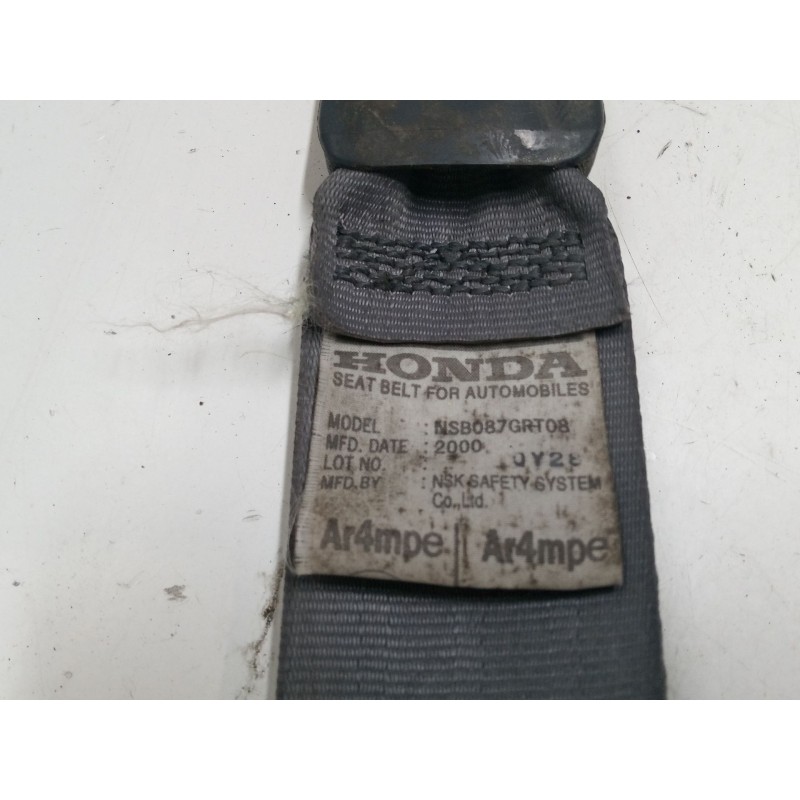 HONDA
SEAT BELT FOR AUTOMOBILES
MODEL : NSB087GRT08
MFD. DATE : 2000
LOT NO. : 0Y28
MFD. BY : NSK SAFETY SYSTEM
Co.,Ltd.
Ar4mpe Ar4mpe